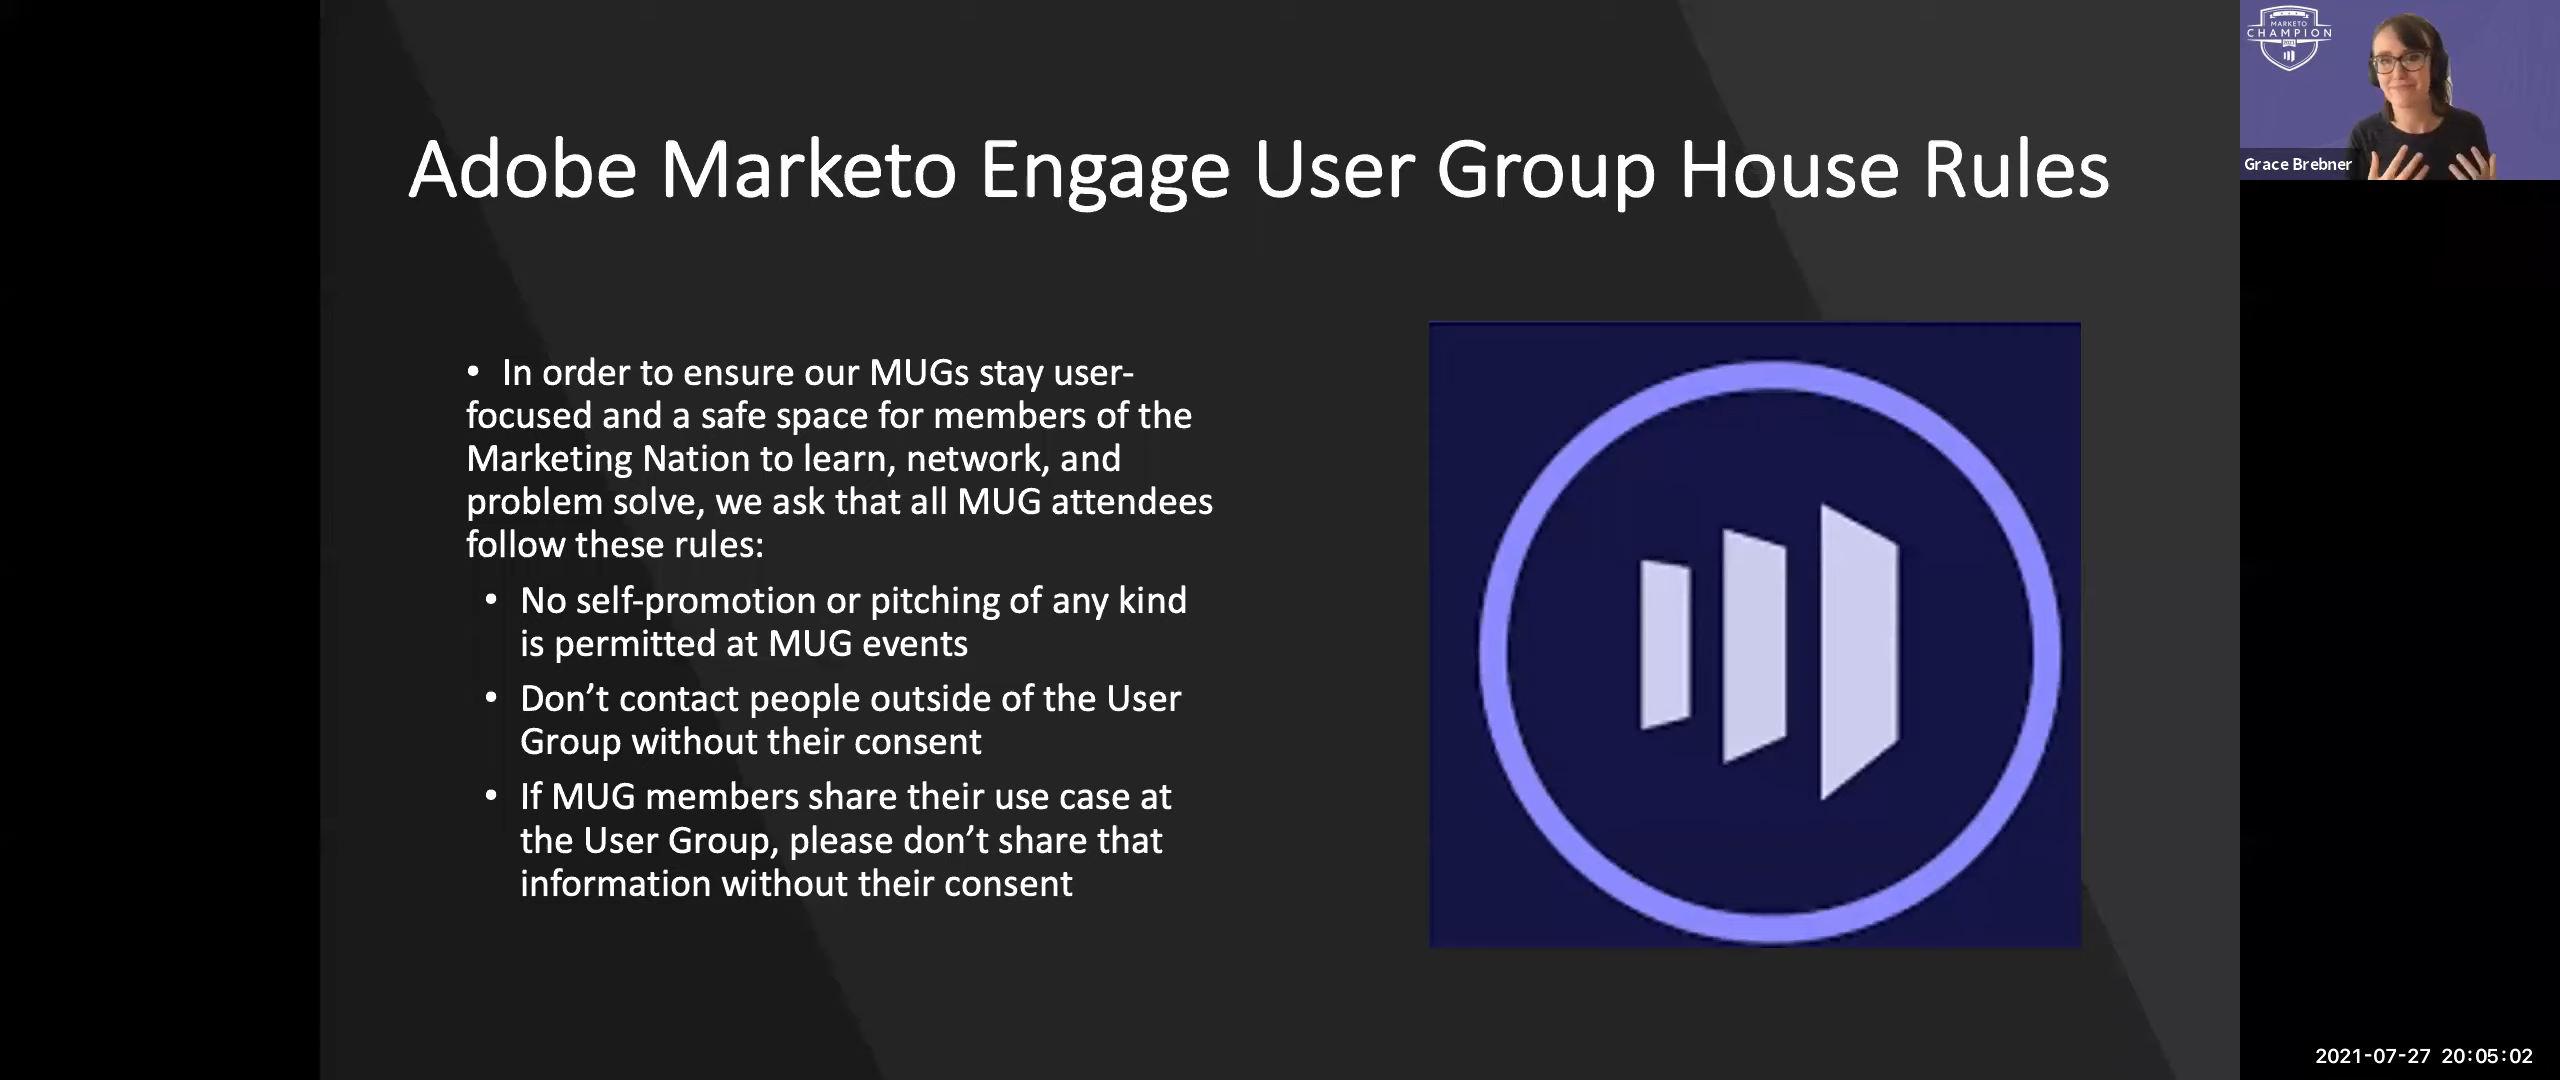 Adobe Marketo Engage User Group House Rules
• In order to ensure our MUGs stay user-
focused and a safe space for members of the
Marketing Nation to learn, network, and
problem solve, we ask that all MUG attendees
follow these rules:
• No self-promotion or pitching of any kind
is permitted at MUG events
• Don’t contact people outside of the User
Group without their consent
• If MUG members share their use case at
the User Group, please don’t share that
information without their consent
MARKETO
CHAMPION
2021
Grace Brebner
2021-07-27 20:05:02